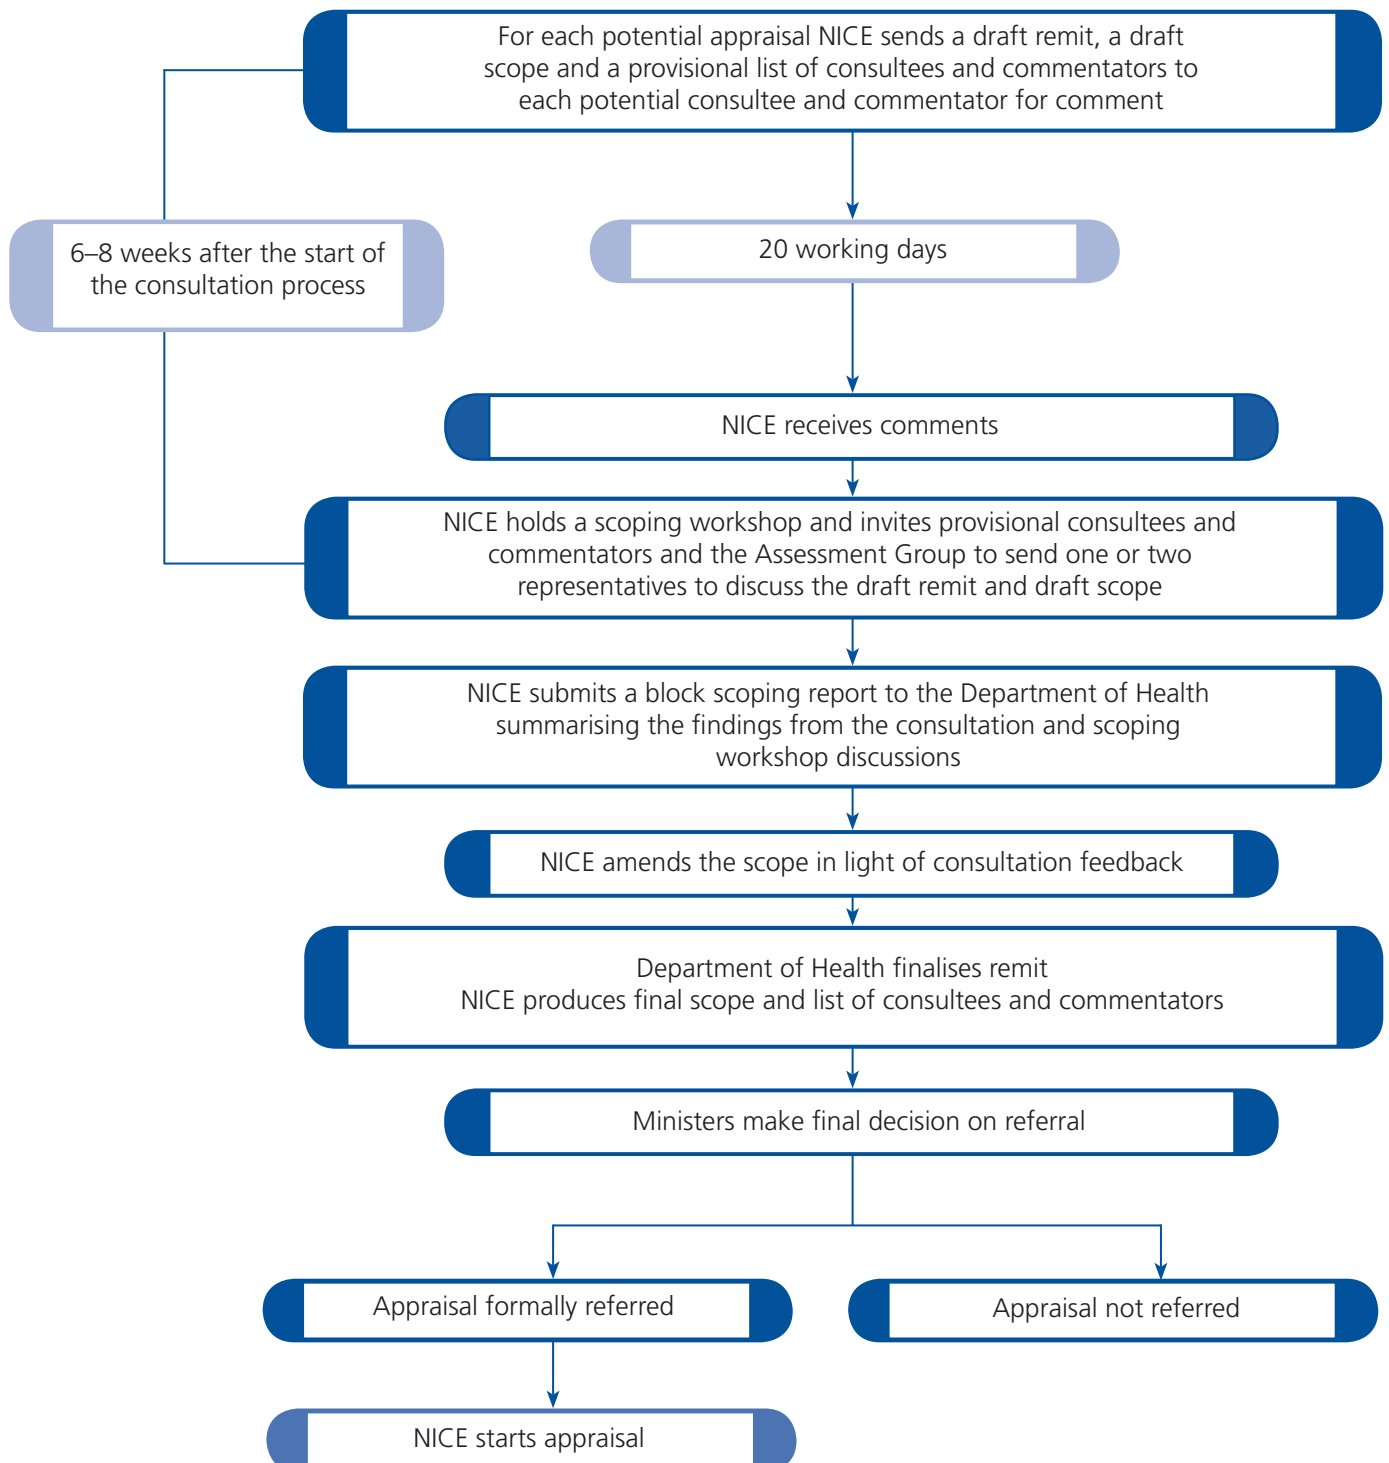 For each potential appraisal NICE sends a draft remit, a draft
scope and a provisional list of consultees and commentators to
each potential consultee and commentator for comment
6–8 weeks after the start of
the consultation process
20 working days
NICE receives comments
NICE holds a scoping workshop and invites provisional consultees and
commentators and the Assessment Group to send one or two
representatives to discuss the draft remit and draft scope
NICE submits a block scoping report to the Department of Health
summarising the findings from the consultation and scoping
workshop discussions
NICE amends the scope in light of consultation feedback
Department of Health finalises remit
NICE produces final scope and list of consultees and commentators
Ministers make final decision on referral
Appraisal formally referred
Appraisal not referred
NICE starts appraisal